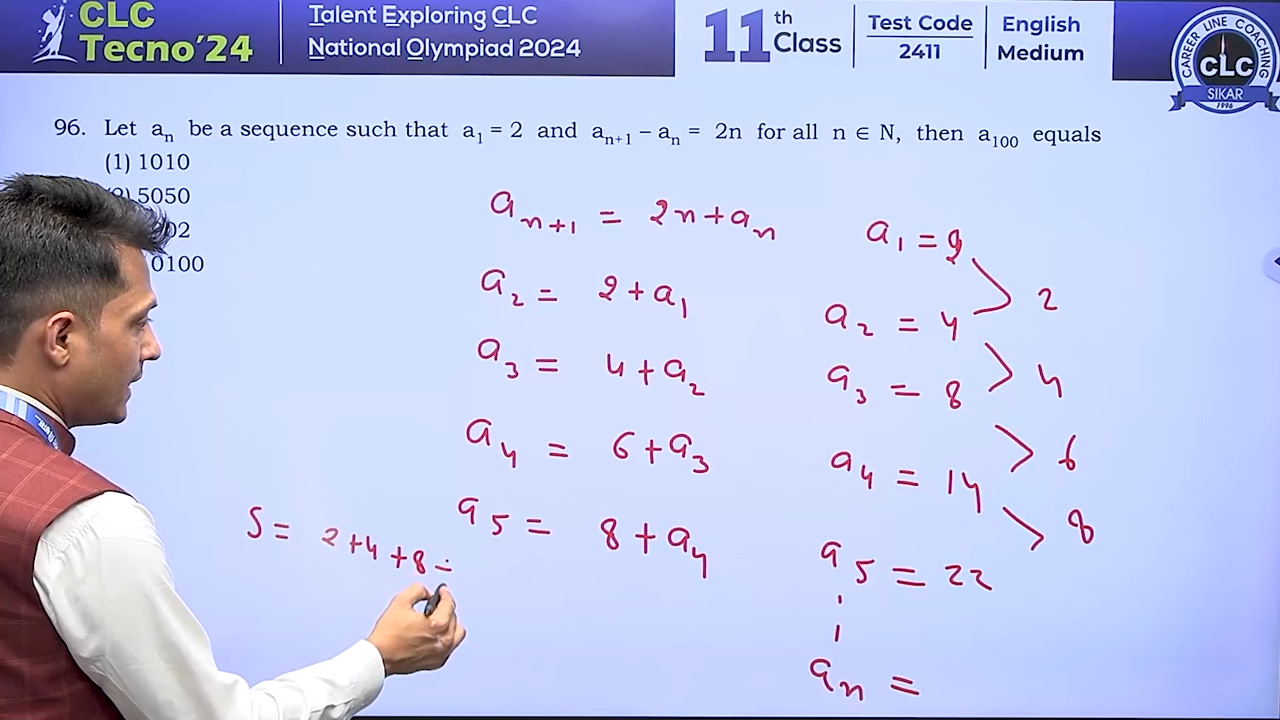 CLC
Tecno'24
Talent Exploring CLC
National Olympiad 2024
11th Class
Test Code
2411
English
Medium
CAREER LINE COACHING
CLC
SIKAR
1996
96. Let aₙ be a sequence such that a₁ = 2 and aₙ₊₁ − aₙ = 2n for all n ∈ N, then a₁₀₀ equals
(1) 1010
(2) 5050
02
0100
aₙ₊₁ = 2n + aₙ
a₂ = 2 + a₁
a₃ = 4 + a₂
a₄ = 6 + a₃
a₅ = 8 + a₄
a₁ = 2
a₂ = 4
a₃ = 8
a₄ = 14
a₅ = 22
aₙ =
2
4
6
8
S = 2 + 4 + 8